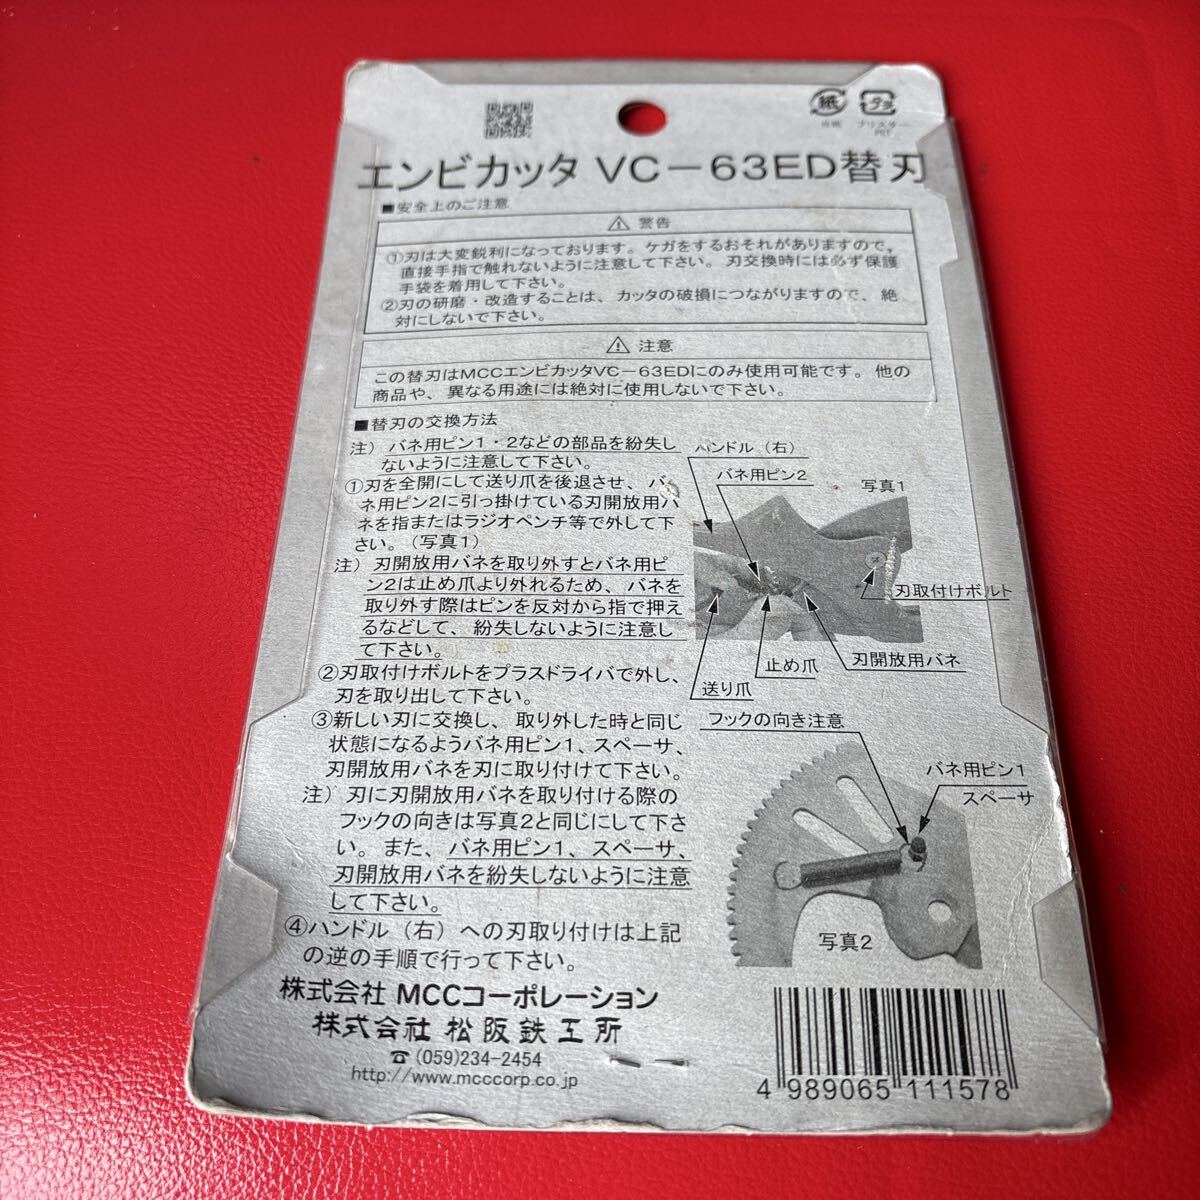 紙
台紙
プラ
ブリスター
PET
エンビカッタ VC－63ED替刃
■安全上のご注意
⚠ 警告
①刃は大変鋭利になっております。ケガをするおそれがありますので、
直接手指で触れないように注意して下さい。刃交換時には必ず保護
手袋を着用して下さい。
②刃の研磨・改造することは、カッタの破損につながりますので、絶
対にしないで下さい。
⚠ 注意
この替刃はMCCエンビカッタVC－63EDにのみ使用可能です。他の
商品や、異なる用途には絶対に使用しないで下さい。
■替刃の交換方法
注）バネ用ピン1・2などの部品を紛失し
ないように注意して下さい。
①刃を全開にして送り爪を後退させ、バ
ネ用ピン2に引っ掛けている刃開放用バ
ネを指またはラジオペンチ等で外して下
さい。（写真1）
注）刃開放用バネを取り外すとバネ用ピ
ン2は止め爪より外れるため、バネを
取り外す際はピンを反対から指で押え
るなどして、紛失しないように注意し
て下さい。
②刃取付けボルトをプラスドライバで外し、
刃を取り出して下さい。
③新しい刃に交換し、取り外した時と同じ
状態になるようバネ用ピン1、スペーサ、
刃開放用バネを刃に取り付けて下さい。
注）刃に刃開放用バネを取り付ける際の
フックの向きは写真2と同じにして下さ
い。また、バネ用ピン1、スペーサ、
刃開放用バネを紛失しないように注意
して下さい。
④ハンドル（右）への刃取り付けは上記
の逆の手順で行って下さい。
ハンドル（右）
バネ用ピン2
写真1
刃取付けボルト
刃開放用バネ
止め爪
送り爪
フックの向き注意
バネ用ピン1
スペーサ
写真2
株式会社 MCCコーポレーション
株式会社 松阪鉄工所
☎(059)234-2454
http://www.mcccorp.co.jp
4 989065 111578